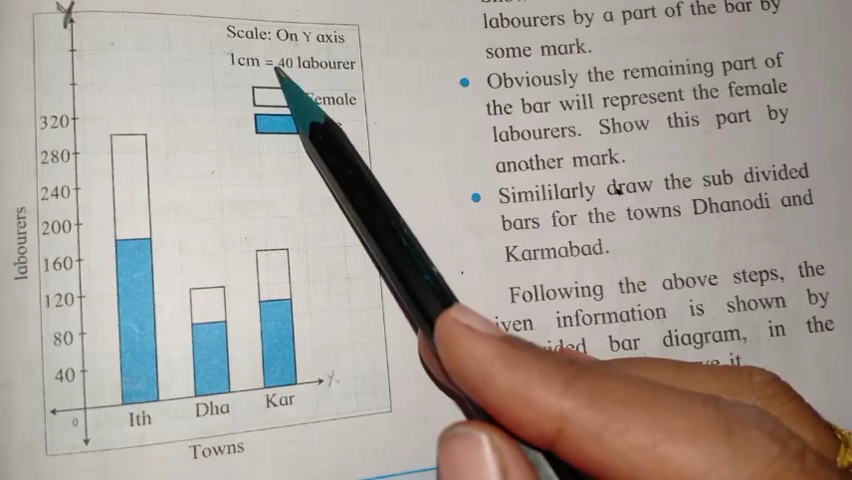 Y
Scale: On Y axis
1cm = 40 labourer
Female
320
280
240
200
160
120
80
40
0
labourers
Ith
Dha
Kar
X
Towns
labourers by a part of the bar by
some mark.
• Obviously the remaining part of
the bar will represent the female
labourers. Show this part by
another mark.
• Simililarly draw the sub divided
bars for the towns Dhanodi and
Karmabad.
Following the above steps, the
information is shown by
bar diagram, in the
it.